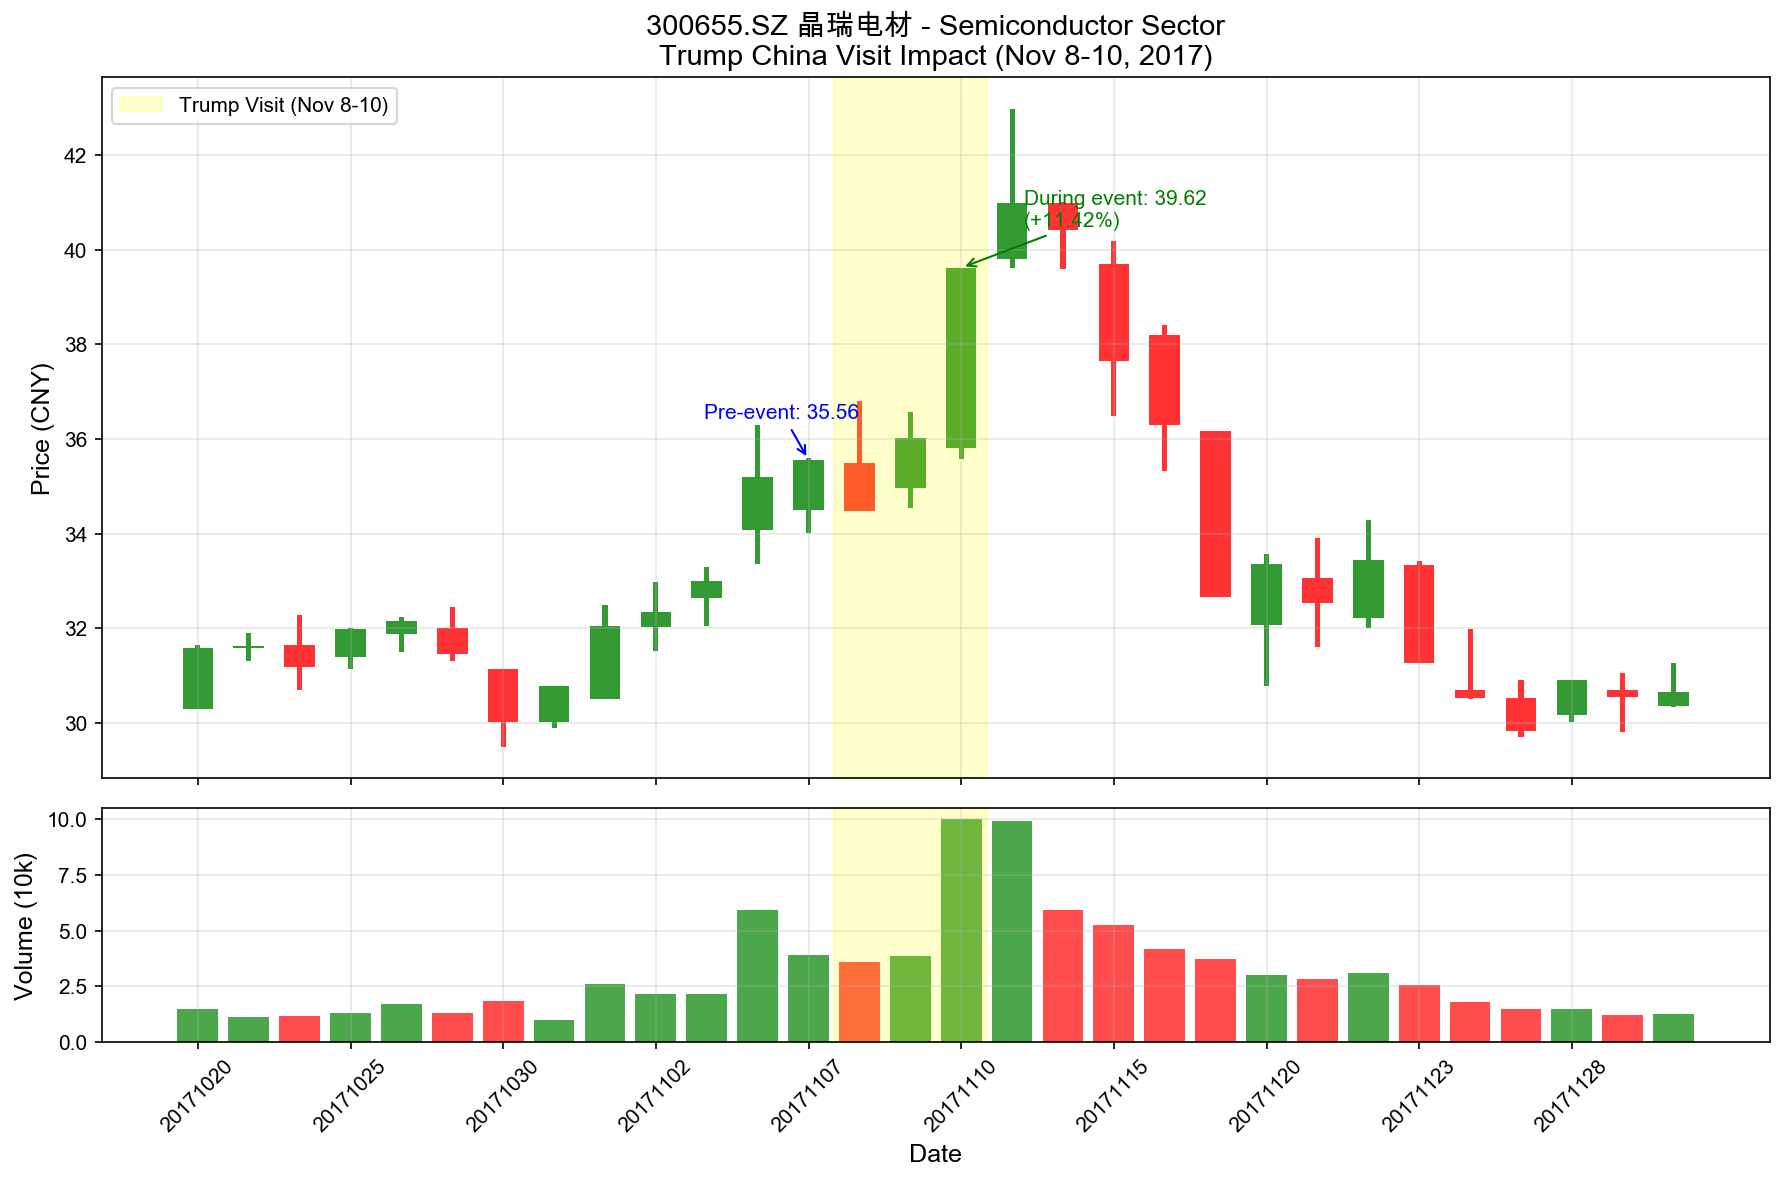 300655.SZ 晶瑞电材 - Semiconductor Sector
Trump China Visit Impact (Nov 8-10, 2017)
Trump Visit (Nov 8-10)
Price (CNY)
42
40
38
36
34
32
30
During event: 39.62
(+11.42%)
Pre-event: 35.56
Volume (10k)
10.0
7.5
5.0
2.5
0.0
20171020
20171025
20171030
20171102
20171107
20171110
20171115
20171120
20171123
20171128
Date